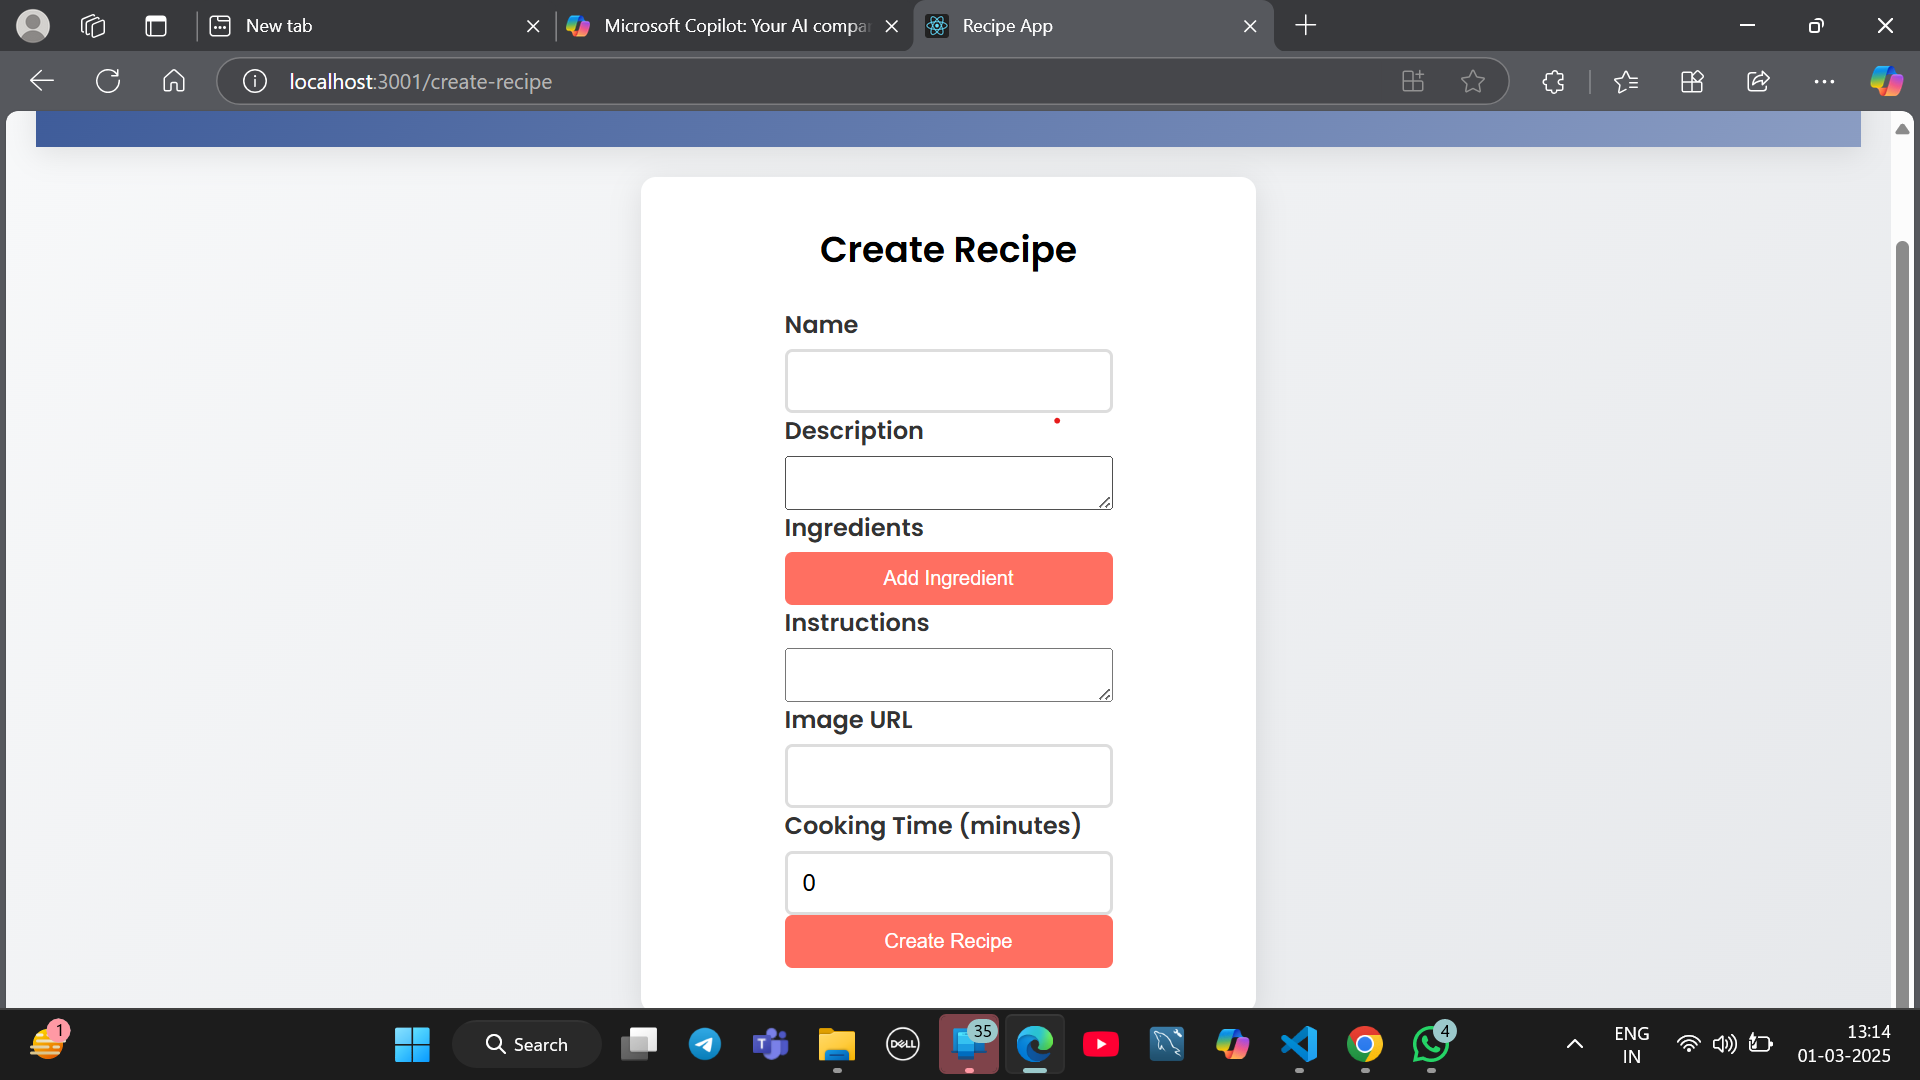 New tab
Microsoft Copilot: Your AI compa
Recipe App
localhost:3001/create-recipe
Create Recipe
Name
Description
Ingredients
Add Ingredient
Instructions
Image URL
Cooking Time (minutes)
0
Create Recipe
1
Search
T
DELL
35
4
ENG
IN
13:14
01-03-2025